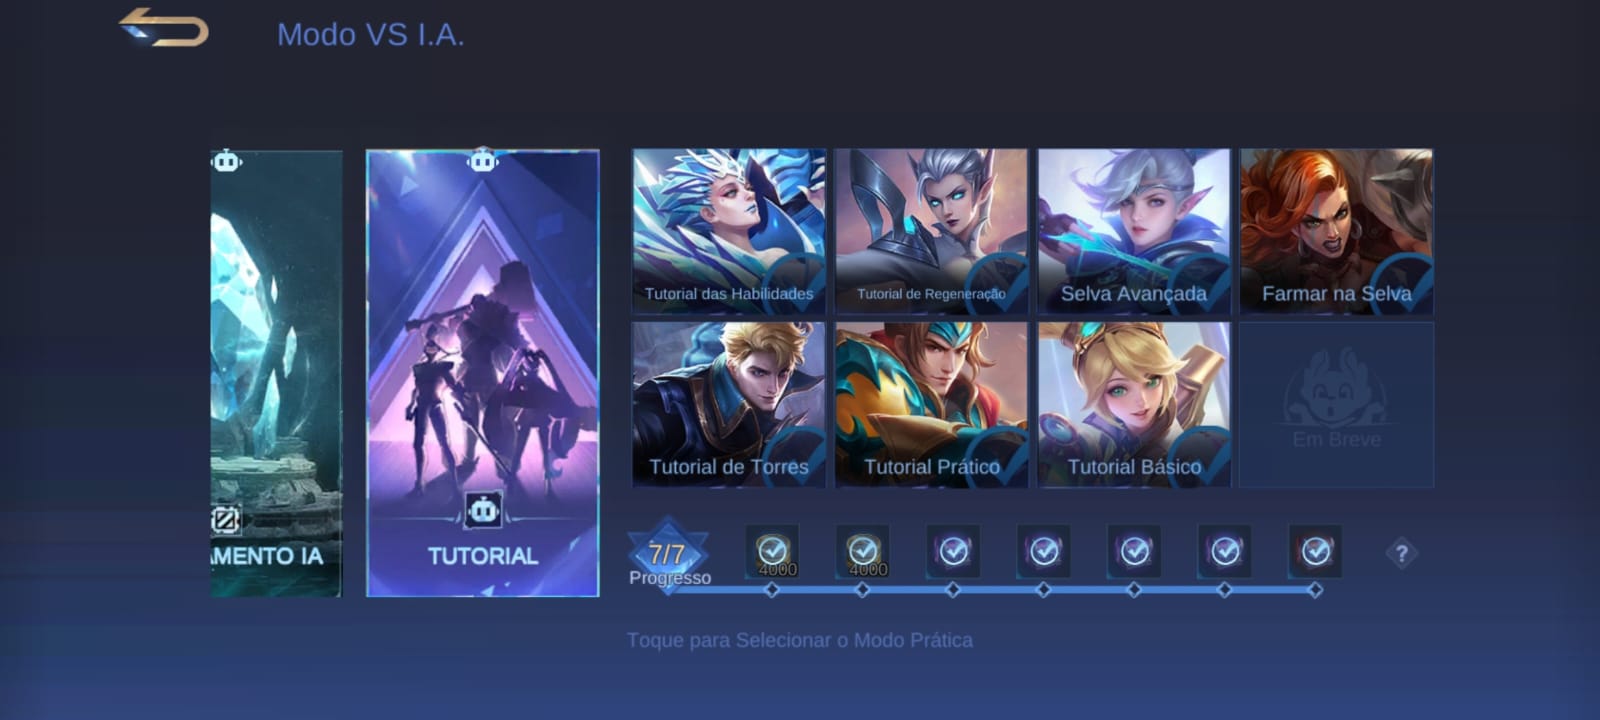 Modo VS I.A.
AMENTO IA
TUTORIAL
Tutorial das Habilidades
Tutorial de Regeneração
Selva Avançada
Farmar na Selva
Tutorial de Torres
Tutorial Prático
Tutorial Básico
Em Breve
7/7
Progresso
4000
4000
?
Toque para Selecionar o Modo Prática